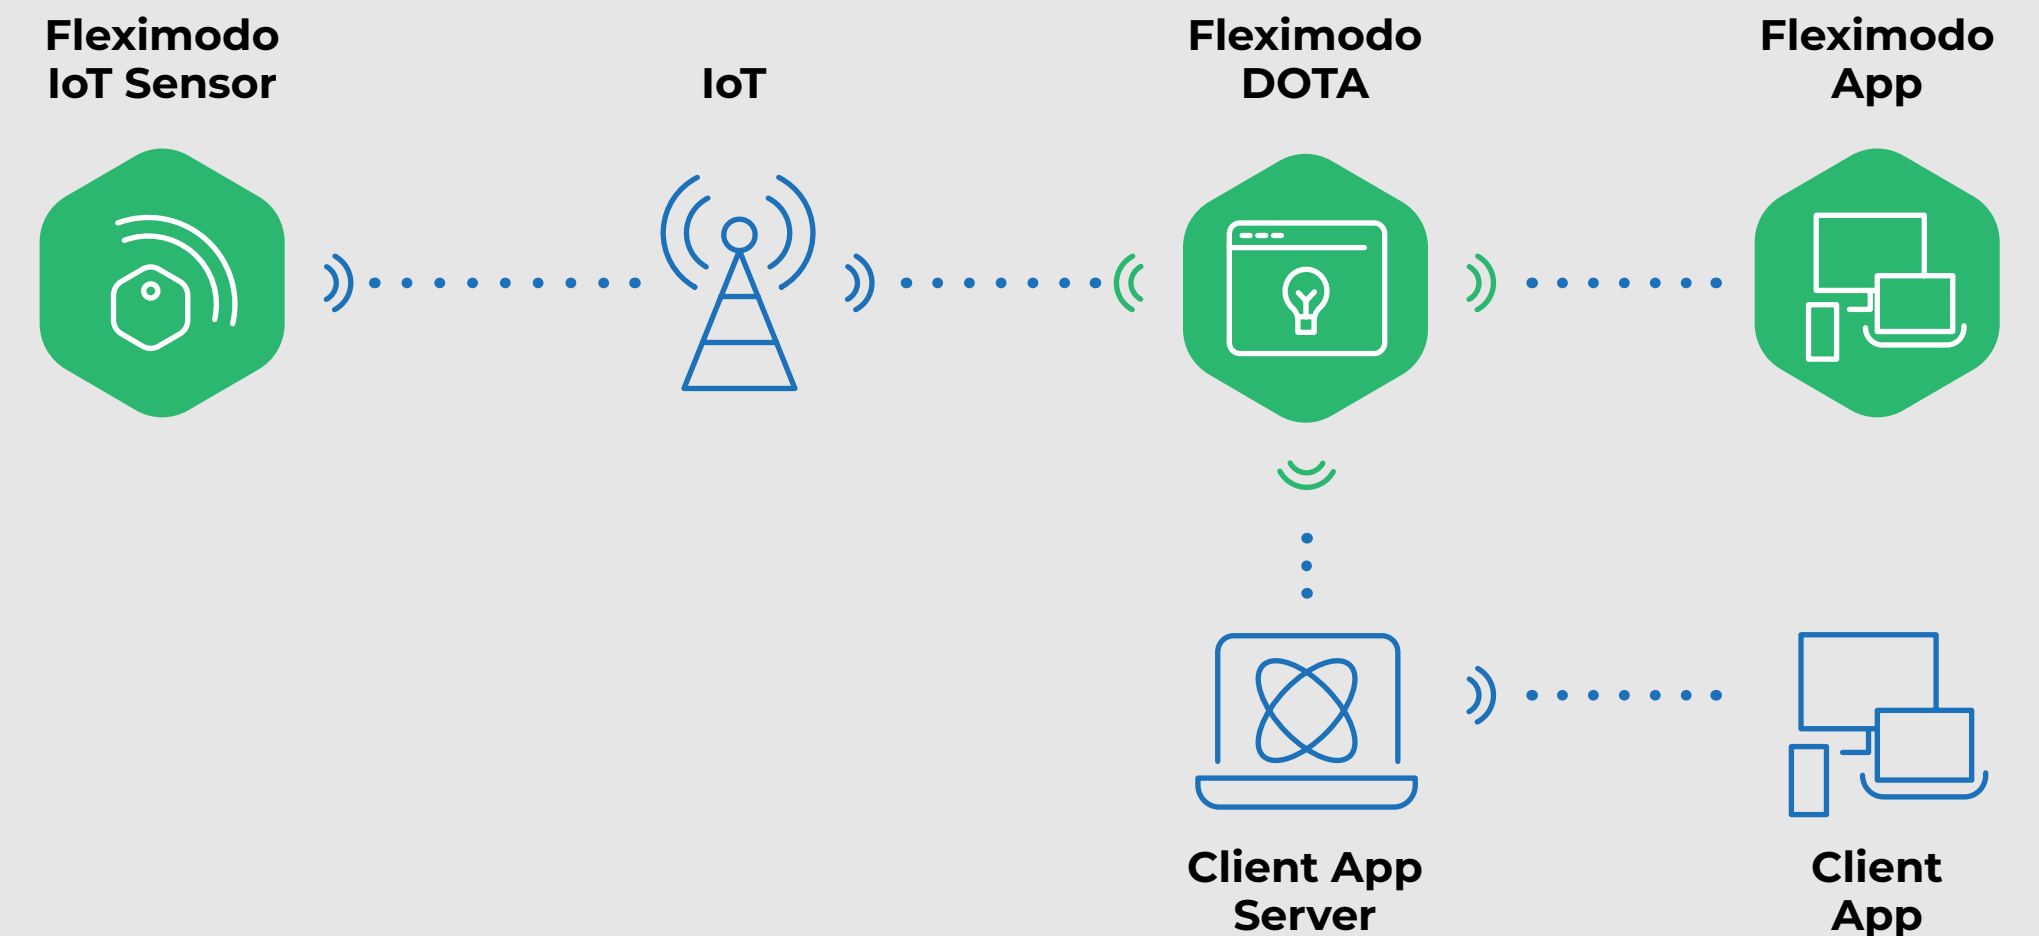 Fleximodo
IoT Sensor
IoT
Fleximodo
DOTA
Fleximodo
App
Client App
Server
Client
App